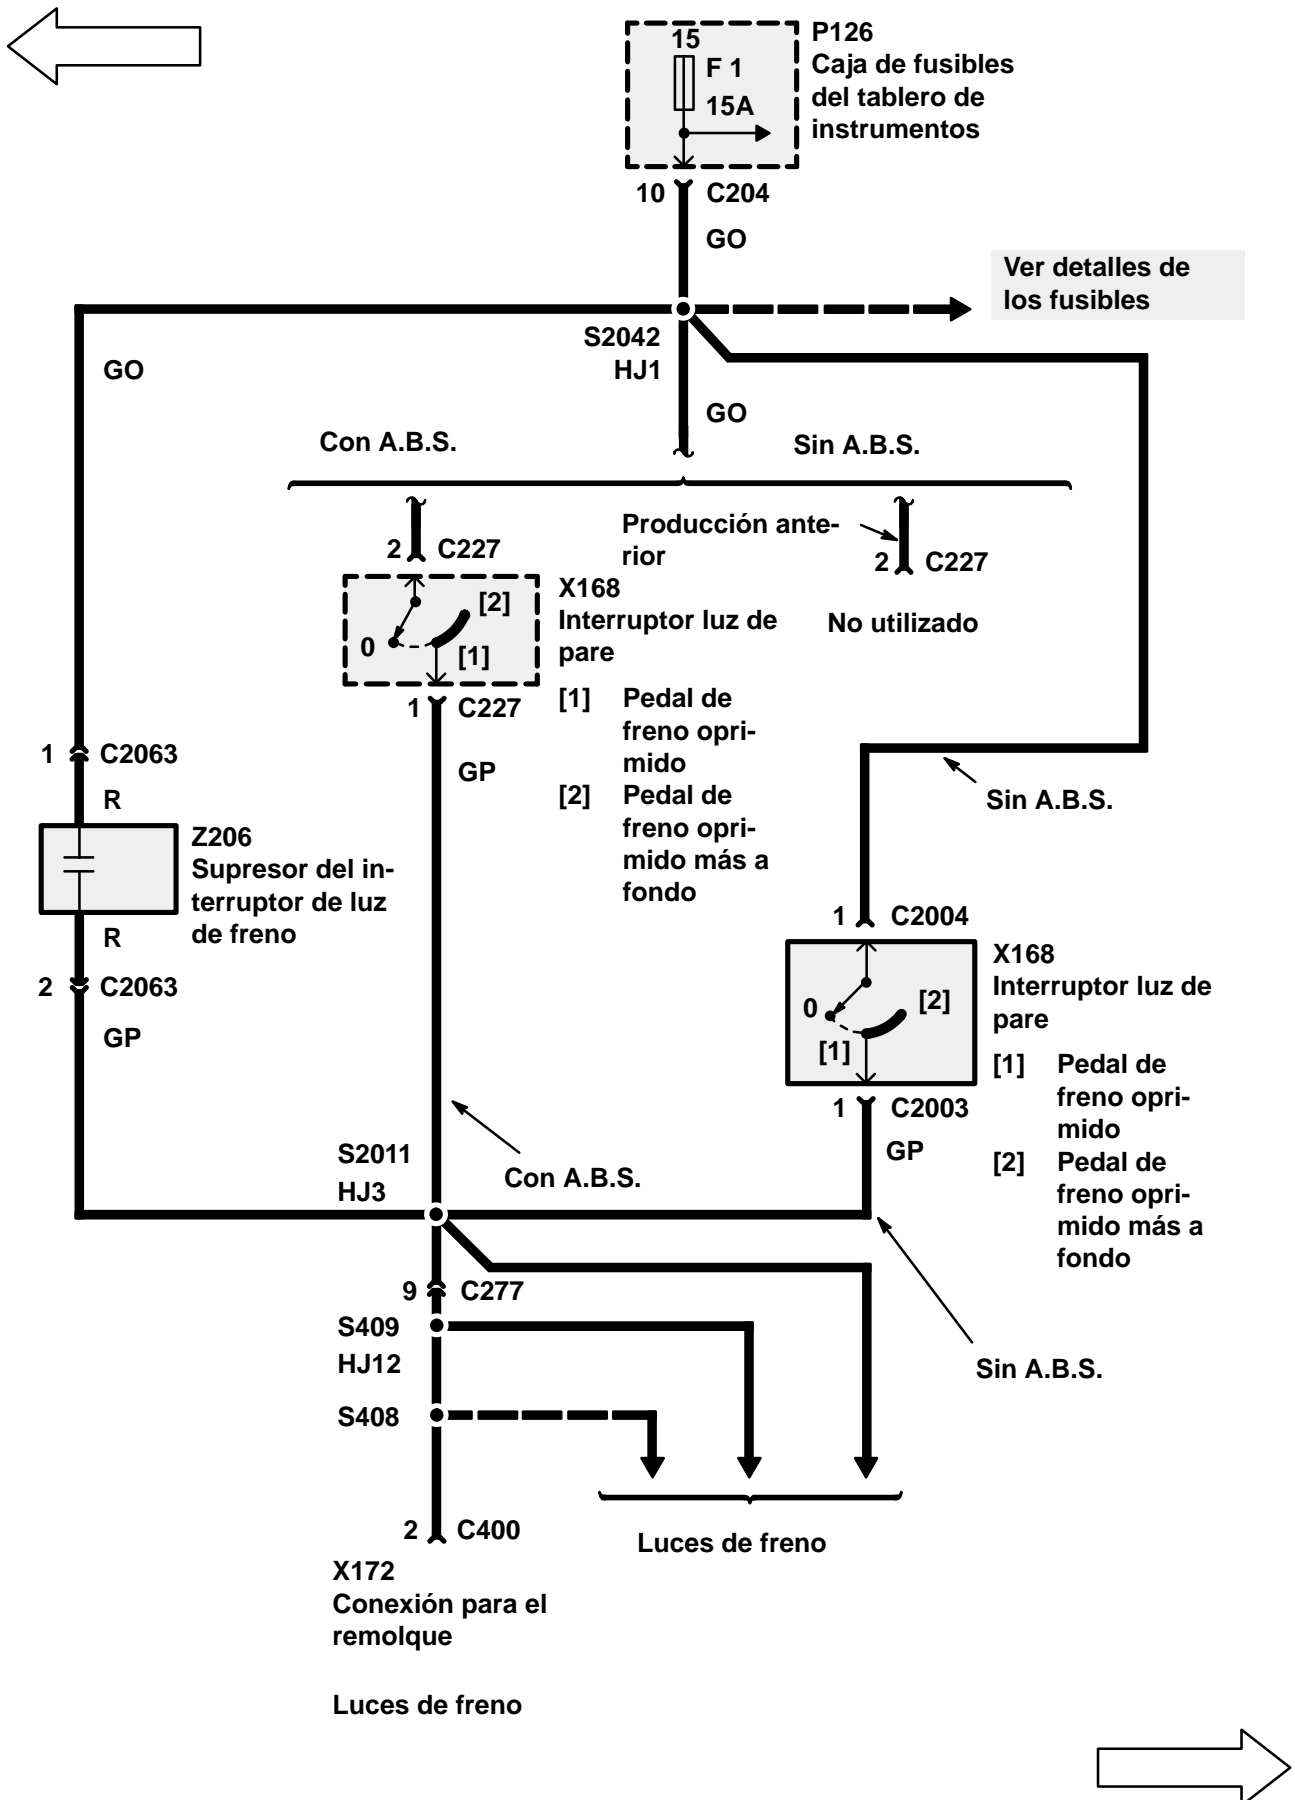 15
F 1
15A
P126
Caja de fusibles
del tablero de
instrumentos
10
C204
GO
Ver detalles de
los fusibles
S2042
HJ1
GO
GO
Con A.B.S.
Sin A.B.S.
Producción ante-
rior
2
C227
2
C227
No utilizado
[2]
0
[1]
X168
Interruptor luz de
pare
[1] Pedal de
freno opri-
mido
[2] Pedal de
freno opri-
mido más a
fondo
1
C227
GP
1
C2063
R
Z206
Supresor del in-
terruptor de luz
de freno
R
2
C2063
GP
Sin A.B.S.
1
C2004
0
[2]
[1]
X168
Interruptor luz de
pare
[1] Pedal de
freno opri-
mido
[2] Pedal de
freno opri-
mido más a
fondo
1
C2003
GP
S2011
HJ3
Con A.B.S.
9
C277
S409
HJ12
Sin A.B.S.
S408
2
C400
Luces de freno
X172
Conexión para el
remolque
Luces de freno